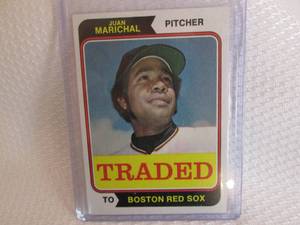 JUAN
MARICHAL
PITCHER
TRADED
TO BOSTON RED SOX